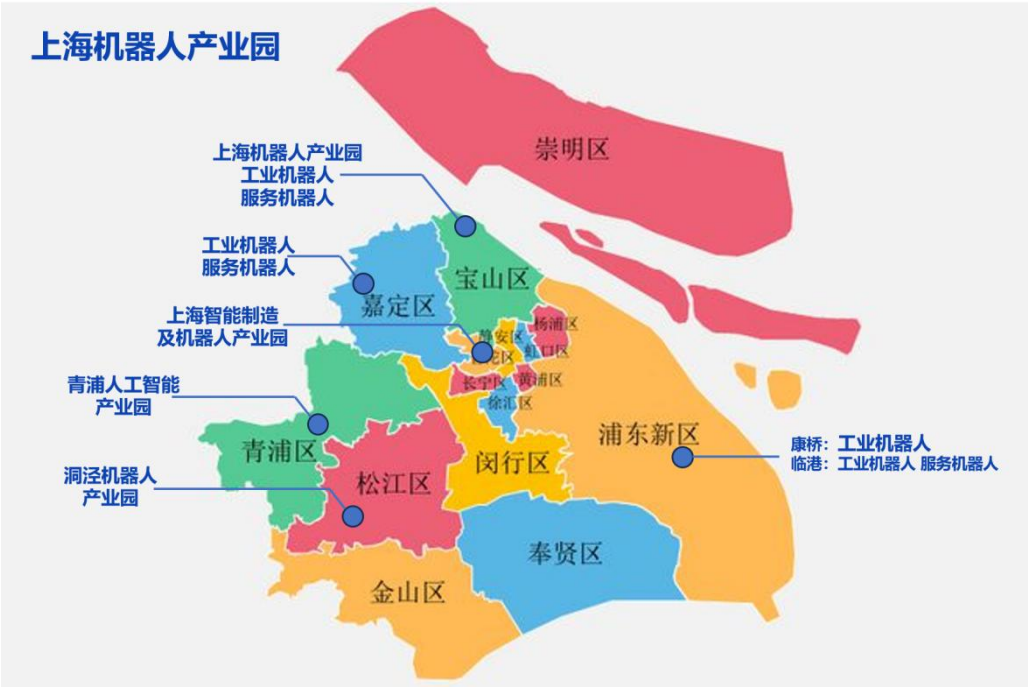 上海机器人产业园
崇明区
上海机器人产业园
工业机器人
服务机器人
工业机器人
服务机器人
宝山区
嘉定区
上海智能制造
及机器人产业园
杨浦区
静安区
虹口区
陀区
长宁区
黄浦区
徐汇区
青浦人工智能
产业园
浦东新区
康桥：工业机器人
临港：工业机器人 服务机器人
青浦区
闵行区
松江区
洞泾机器人
产业园
奉贤区
金山区